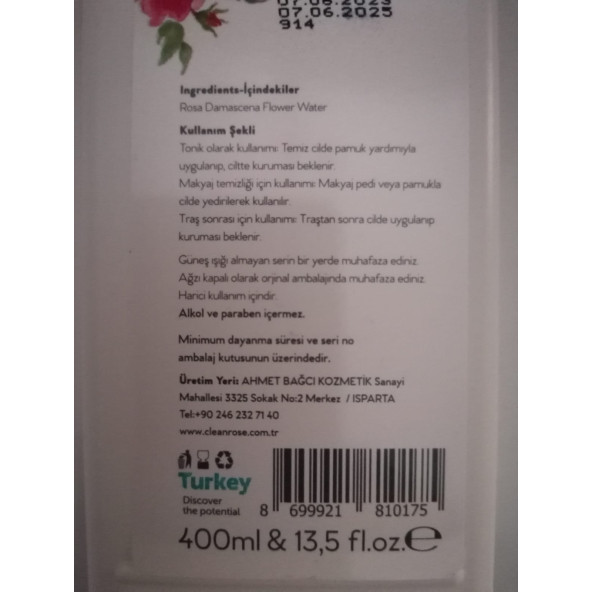 07.06.2023
07.06.2025
914
Ingredients-İçindekiler
Rosa Damascena Flower Water
Kullanım Şekli
Tonik olarak kullanımı: Temiz cilde pamuk yardımıyla
uygulanıp, ciltte kuruması beklenir.
Makyaj temizliği için kullanımı: Makyaj pedi veya pamukla
cilde yedirilerek kullanılır.
Traş sonrası için kullanımı: Traştan sonra cilde uygulanıp
kuruması beklenir.
Güneş ışığı almayan serin bir yerde muhafaza ediniz.
Ağzı kapalı olarak orjinal ambalajında muhafaza ediniz.
Harici kullanım içindir.
Alkol ve paraben içermez.
Minimum dayanma süresi ve seri no
ambalaj kutusunun üzerindedir.
Üretim Yeri: AHMET BAĞCI KOZMETİK Sanayi
Mahallesi 3325 Sokak No:2 Merkez / ISPARTA
Tel:+90 246 232 71 40
www.cleanrose.com.tr
Turkey
Discover
the potential
8 699921 810175
400ml & 13,5 fl.oz.℮